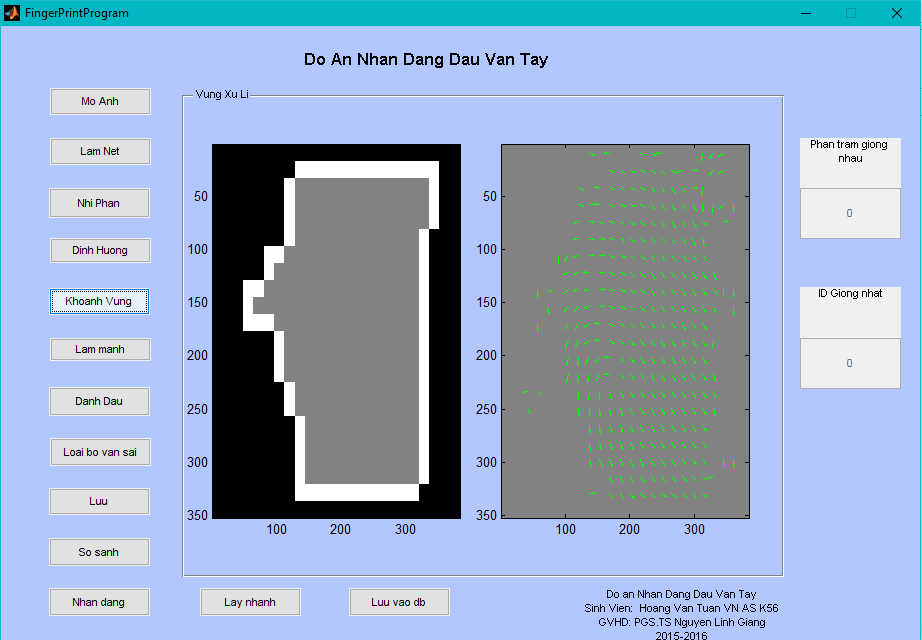 FingerPrintProgram
Do An Nhan Dang Dau Van Tay
Mo Anh
Lam Net
Nhi Phan
Dinh Huong
Khoanh Vung
Lam manh
Danh Dau
Loai bo van sai
Luu
So sanh
Nhan dang
Vung Xu Li
50
100
150
200
250
300
350
100 200 300
50
100
150
200
250
300
350
100 200 300
Phan tram giong
nhau
0
ID Giong nhat
0
Lay nhanh
Luu vao db
Do an Nhan Dang Dau Van Tay
Sinh Vien: Hoang Van Tuan VN AS K56
GVHD: PGS.TS Nguyen Linh Giang
2015-2016